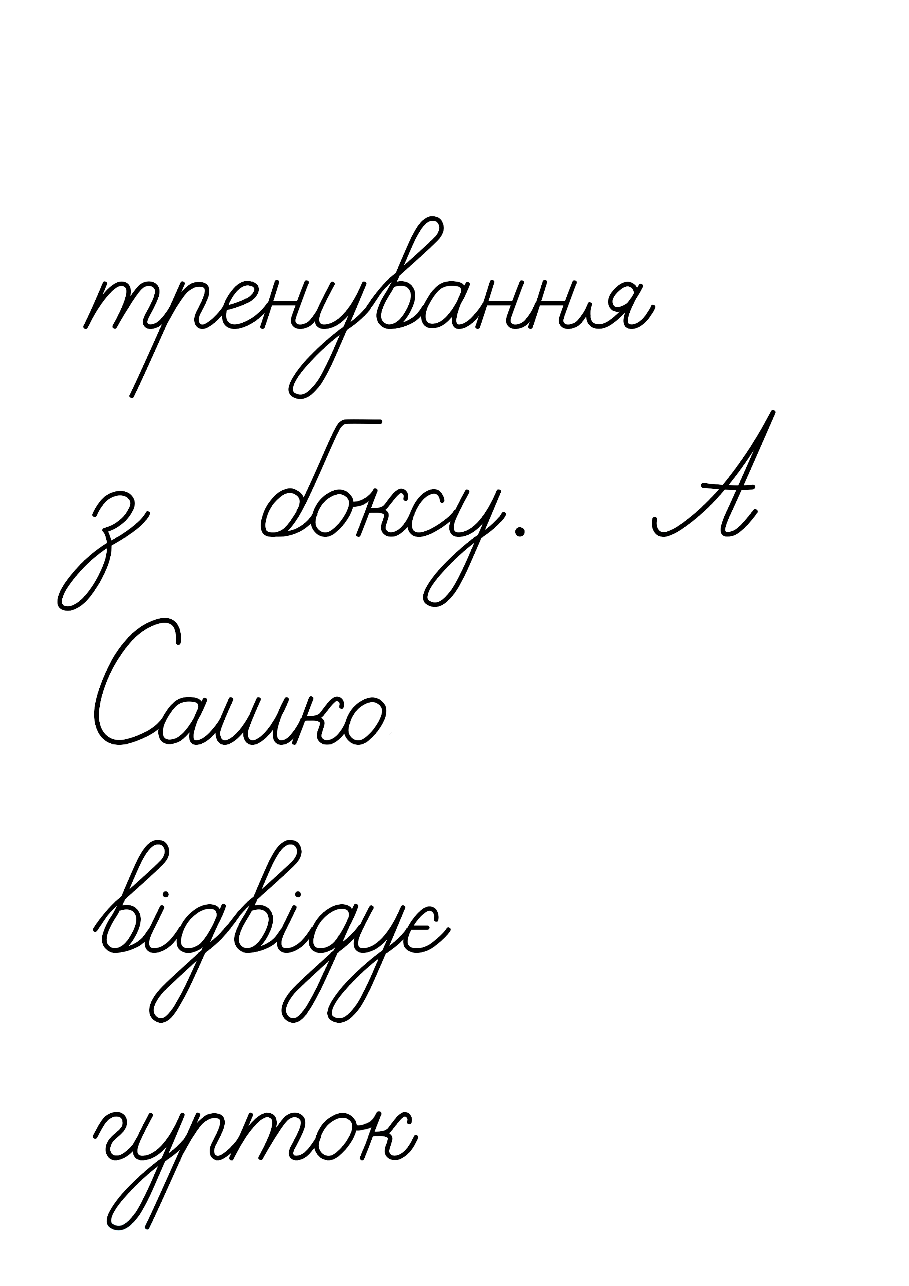 тренування
з боксу. А
Сашко
відвідує
гурток